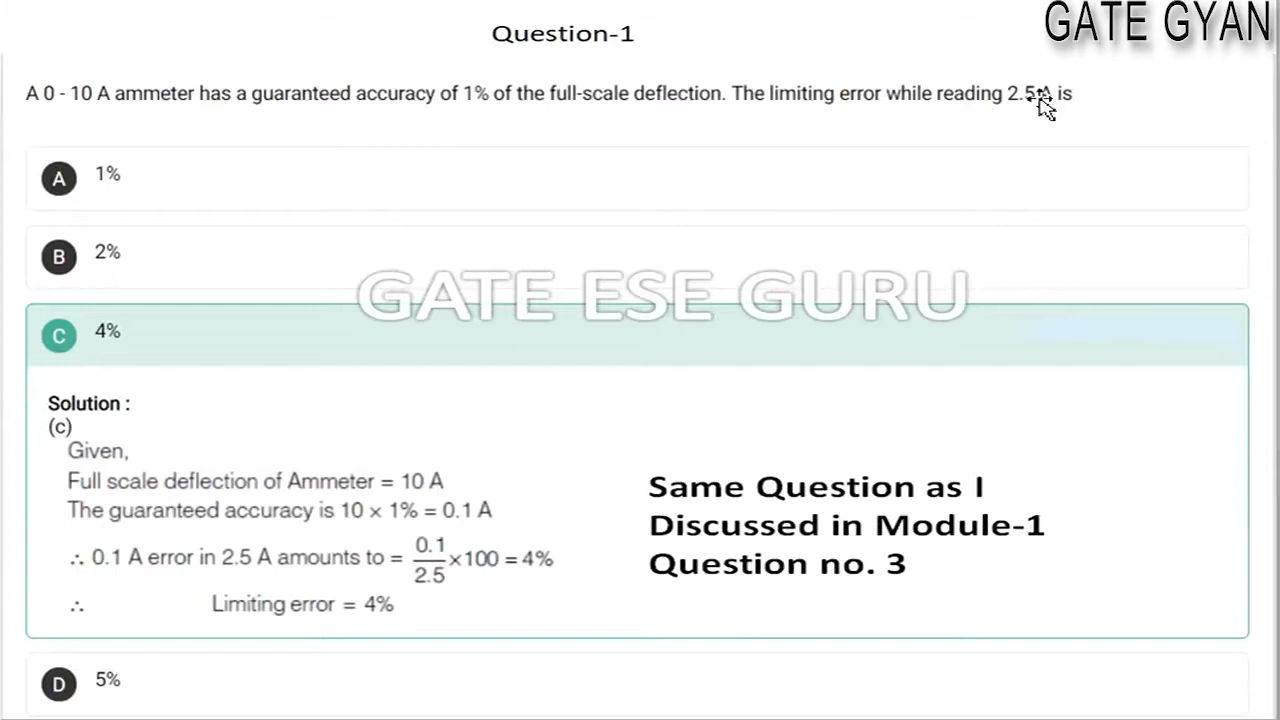 Question-1
GATE GYAN
A 0 - 10 A ammeter has a guaranteed accuracy of 1% of the full-scale deflection. The limiting error while reading 2.5 A is
A 1%
B 2%
GATE ESE GURU
C 4%
Solution :
(c)
Given,
Full scale deflection of Ammeter = 10 A
The guaranteed accuracy is 10 × 1% = 0.1 A
∴ 0.1 A error in 2.5 A amounts to = 0.1/2.5 ×100 = 4%
∴ Limiting error = 4%
Same Question as I
Discussed in Module-1
Question no. 3
D 5%